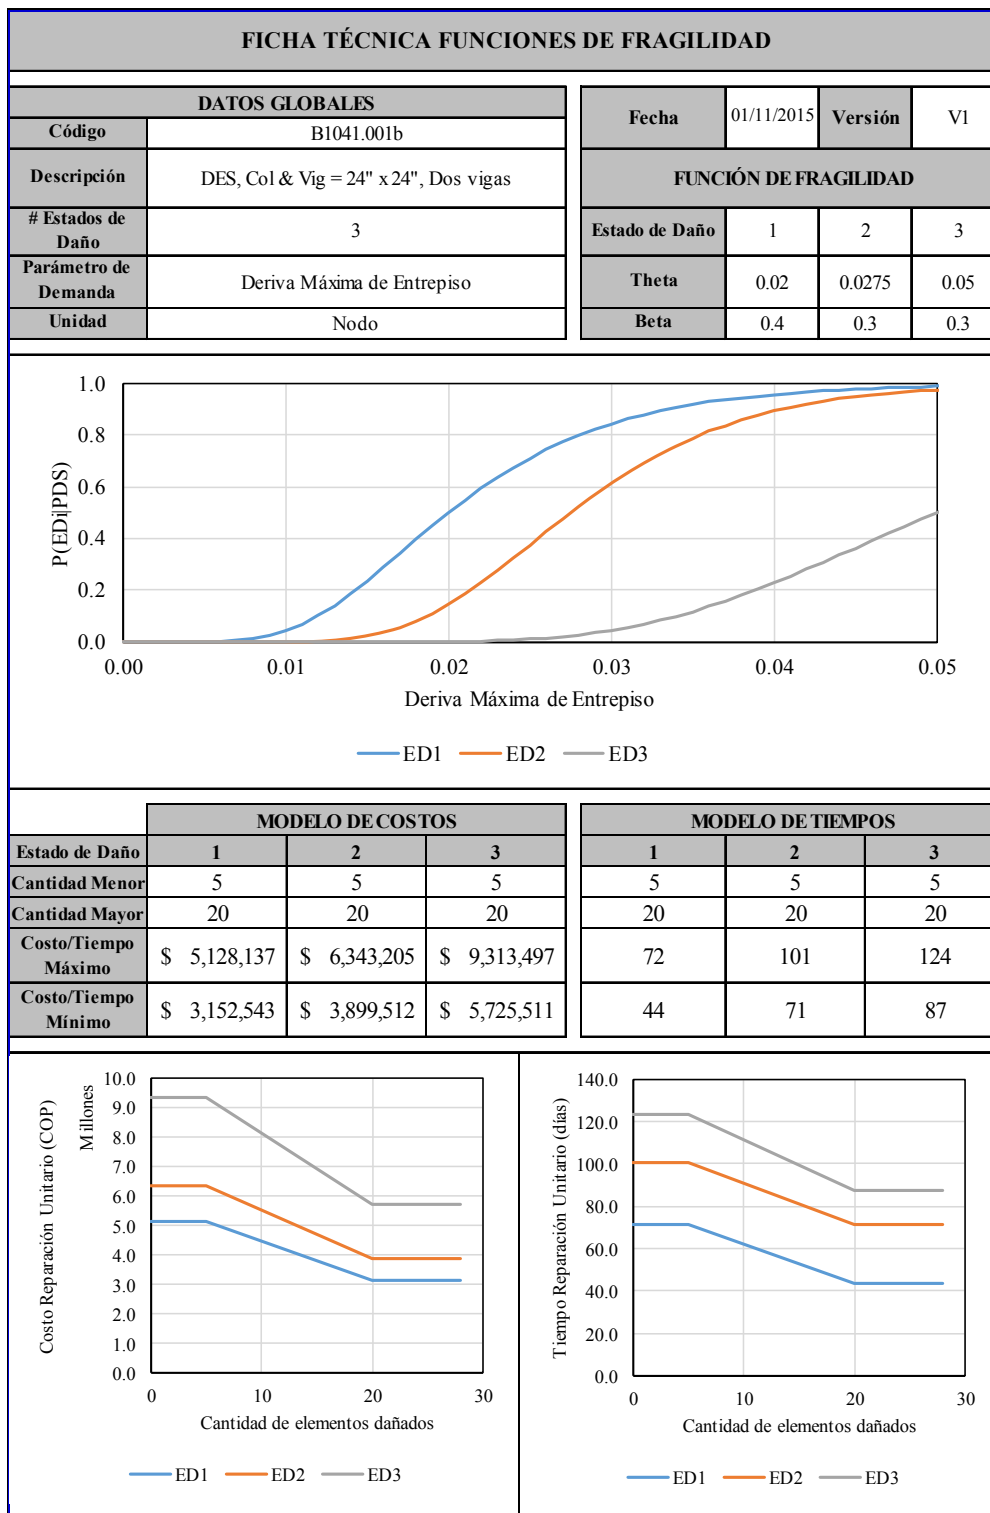 FICHA TÉCNICA FUNCIONES DE FRAGILIDAD
DATOS GLOBALES
Código B1041.001b
Descripción DES, Col & Vig = 24" x 24", Dos vigas
# Estados de
Daño
3
Parámetro de
Demanda
Deriva Máxima de Entrepiso
Unidad Nodo
Fecha 01/11/2015 Versión V1
FUNCIÓN DE FRAGILIDAD
Estado de Daño 1 2 3
Theta 0.02 0.0275 0.05
Beta 0.4 0.3 0.3
P(EDi|PDS)
1.0
0.8
0.6
0.4
0.2
0.0
0.00 0.01 0.02 0.03 0.04 0.05
Deriva Máxima de Entrepiso
ED1 ED2 ED3
MODELO DE COSTOS MODELO DE TIEMPOS
Estado de Daño 1 2 3 1 2 3
Cantidad Menor 5 5 5 5 5 5
Cantidad Mayor 20 20 20 20 20 20
Costo/Tiempo
Máximo
$ 5,128,137 $ 6,343,205 $ 9,313,497 72 101 124
Costo/Tiempo
Mínimo
$ 3,152,543 $ 3,899,512 $ 5,725,511 44 71 87
Costo Reparación Unitario (COP)
Millones
10.0
9.0
8.0
7.0
6.0
5.0
4.0
3.0
2.0
1.0
0.0
0 10 20 30
Cantidad de elementos dañados
ED1 ED2 ED3
Tiempo Reparación Unitario (días)
140.0
120.0
100.0
80.0
60.0
40.0
20.0
0.0
0 10 20 30
Cantidad de elementos dañados
ED1 ED2 ED3